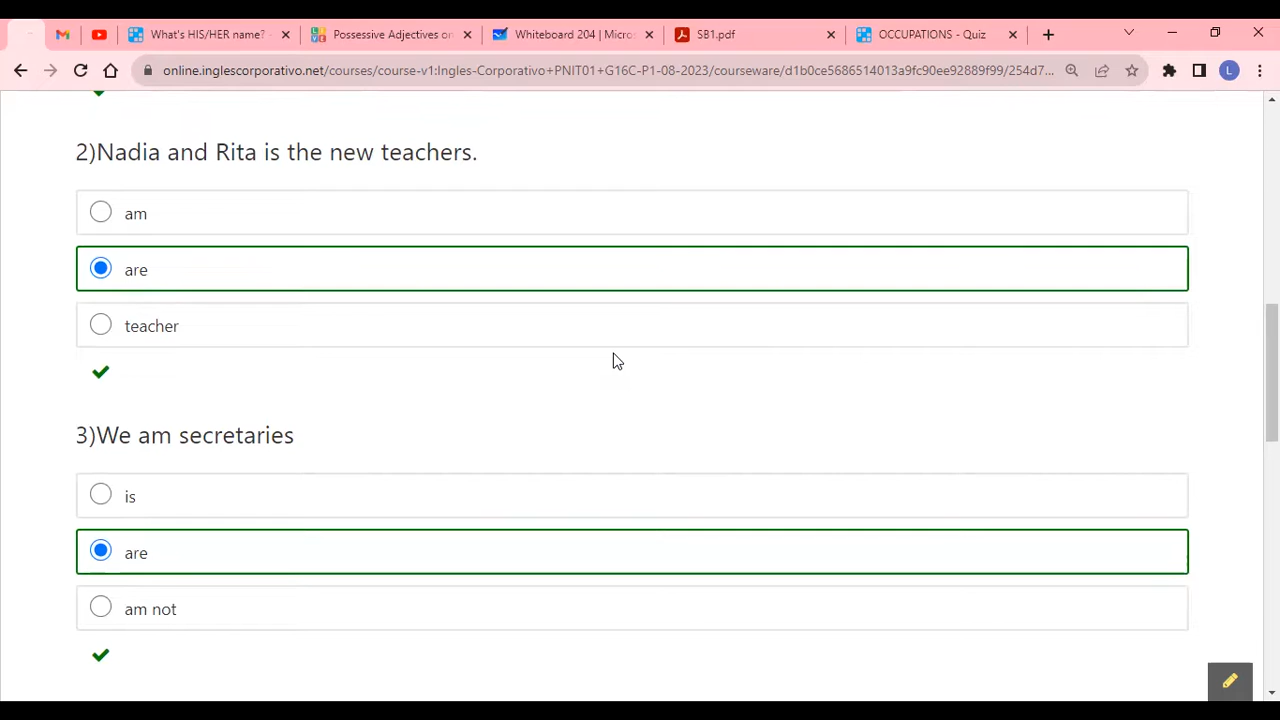 What's HIS/HER name? -
Possessive Adjectives on
Whiteboard 204 | Micros
SB1.pdf
OCCUPATIONS - Quiz
online.inglescorporativo.net/courses/course-v1:Ingles-Corporativo+PNIT01+G16C-P1-08-2023/courseware/d1b0ce5686514013a9fc90ee92889f99/254d7...
L
2)Nadia and Rita is the new teachers.
am
are
teacher
3)We am secretaries
is
are
am not